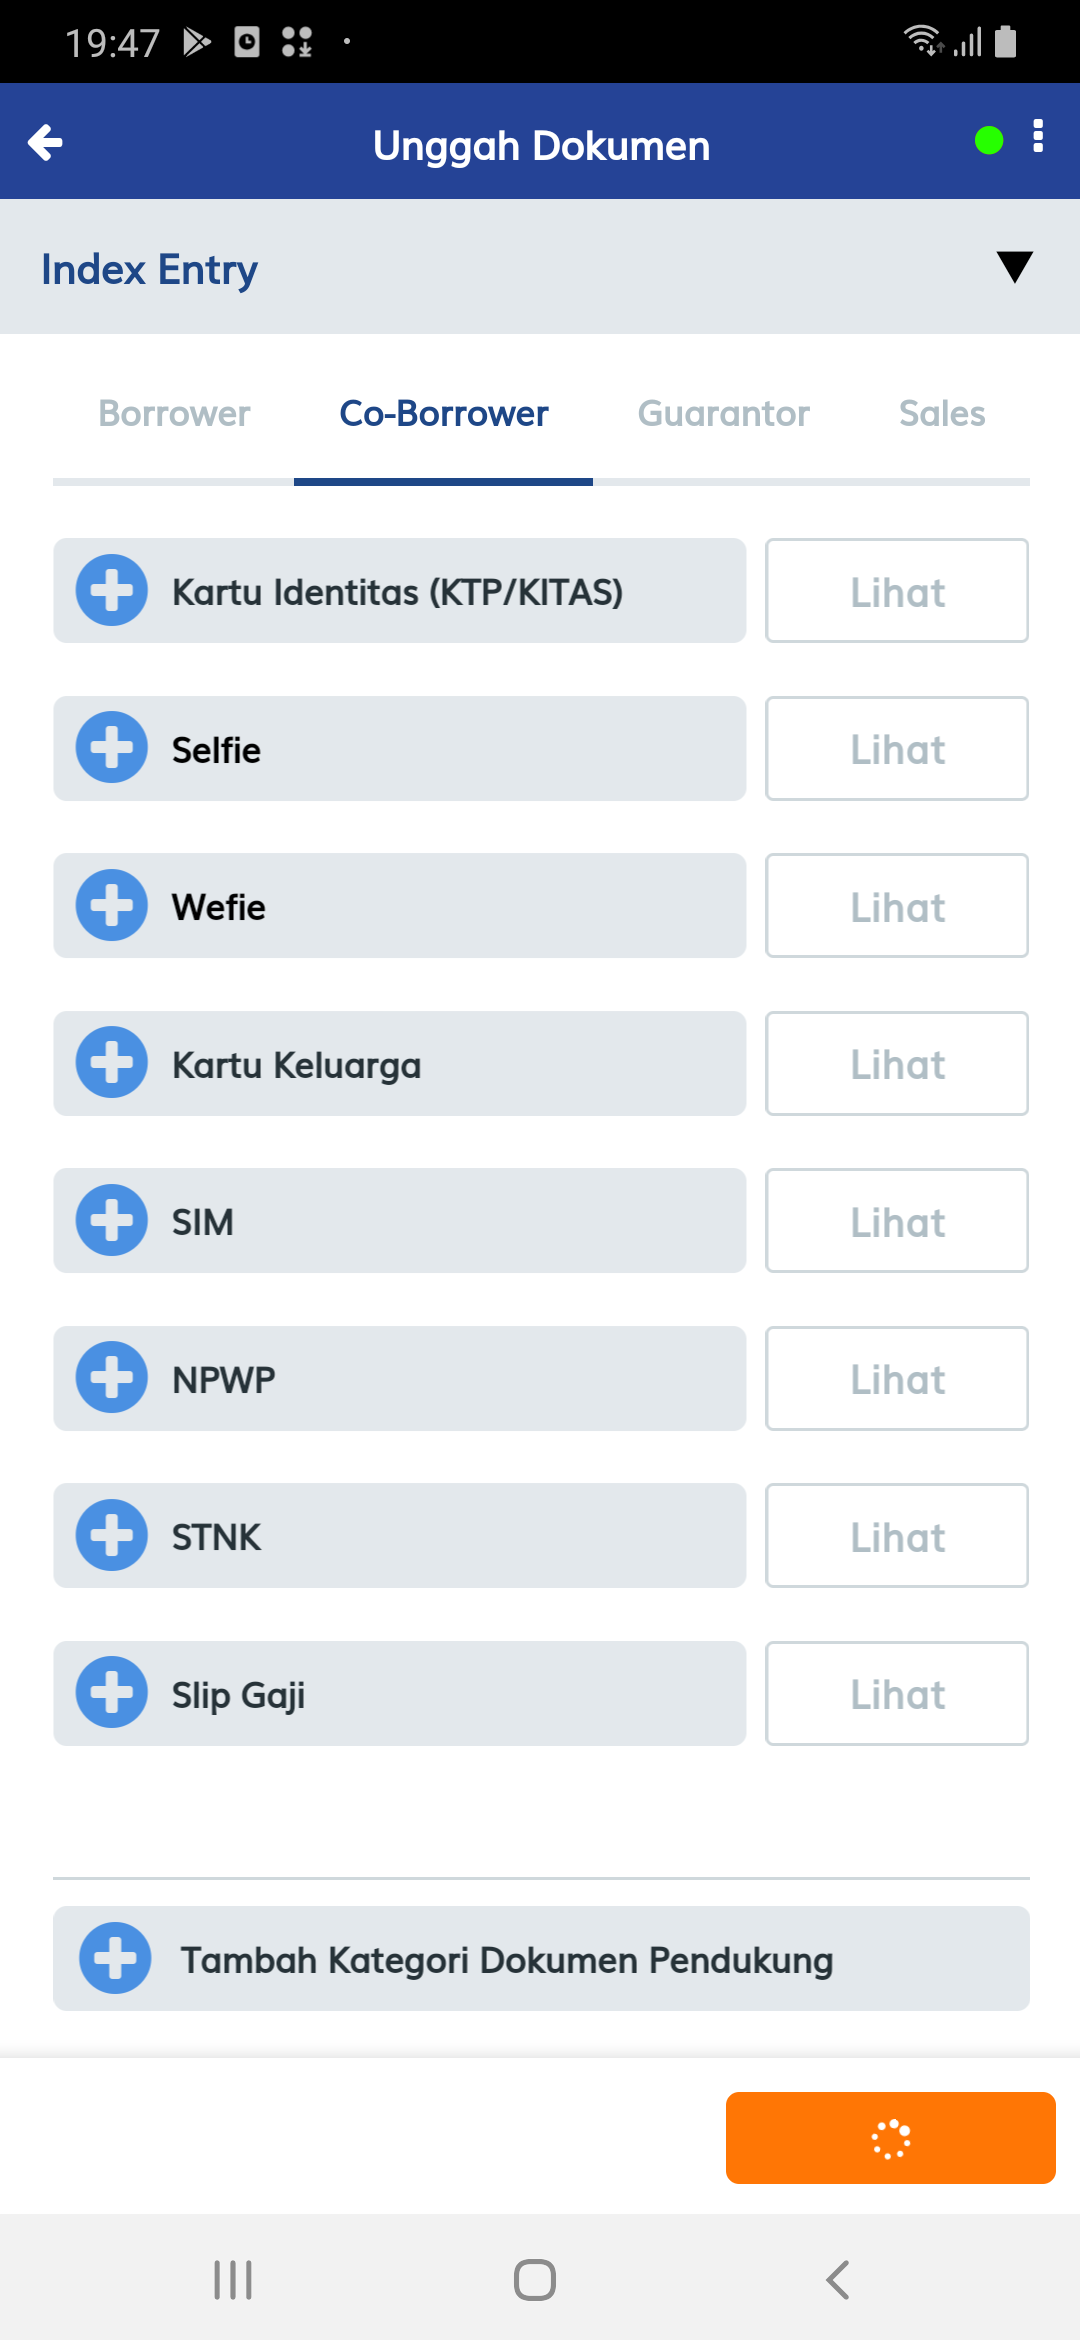 19:47
Unggah Dokumen
Index Entry
Borrower Co-Borrower Guarantor Sales
Kartu Identitas (KTP/KITAS) Lihat
Selfie Lihat
Wefie Lihat
Kartu Keluarga Lihat
SIM Lihat
NPWP Lihat
STNK Lihat
Slip Gaji Lihat
Tambah Kategori Dokumen Pendukung